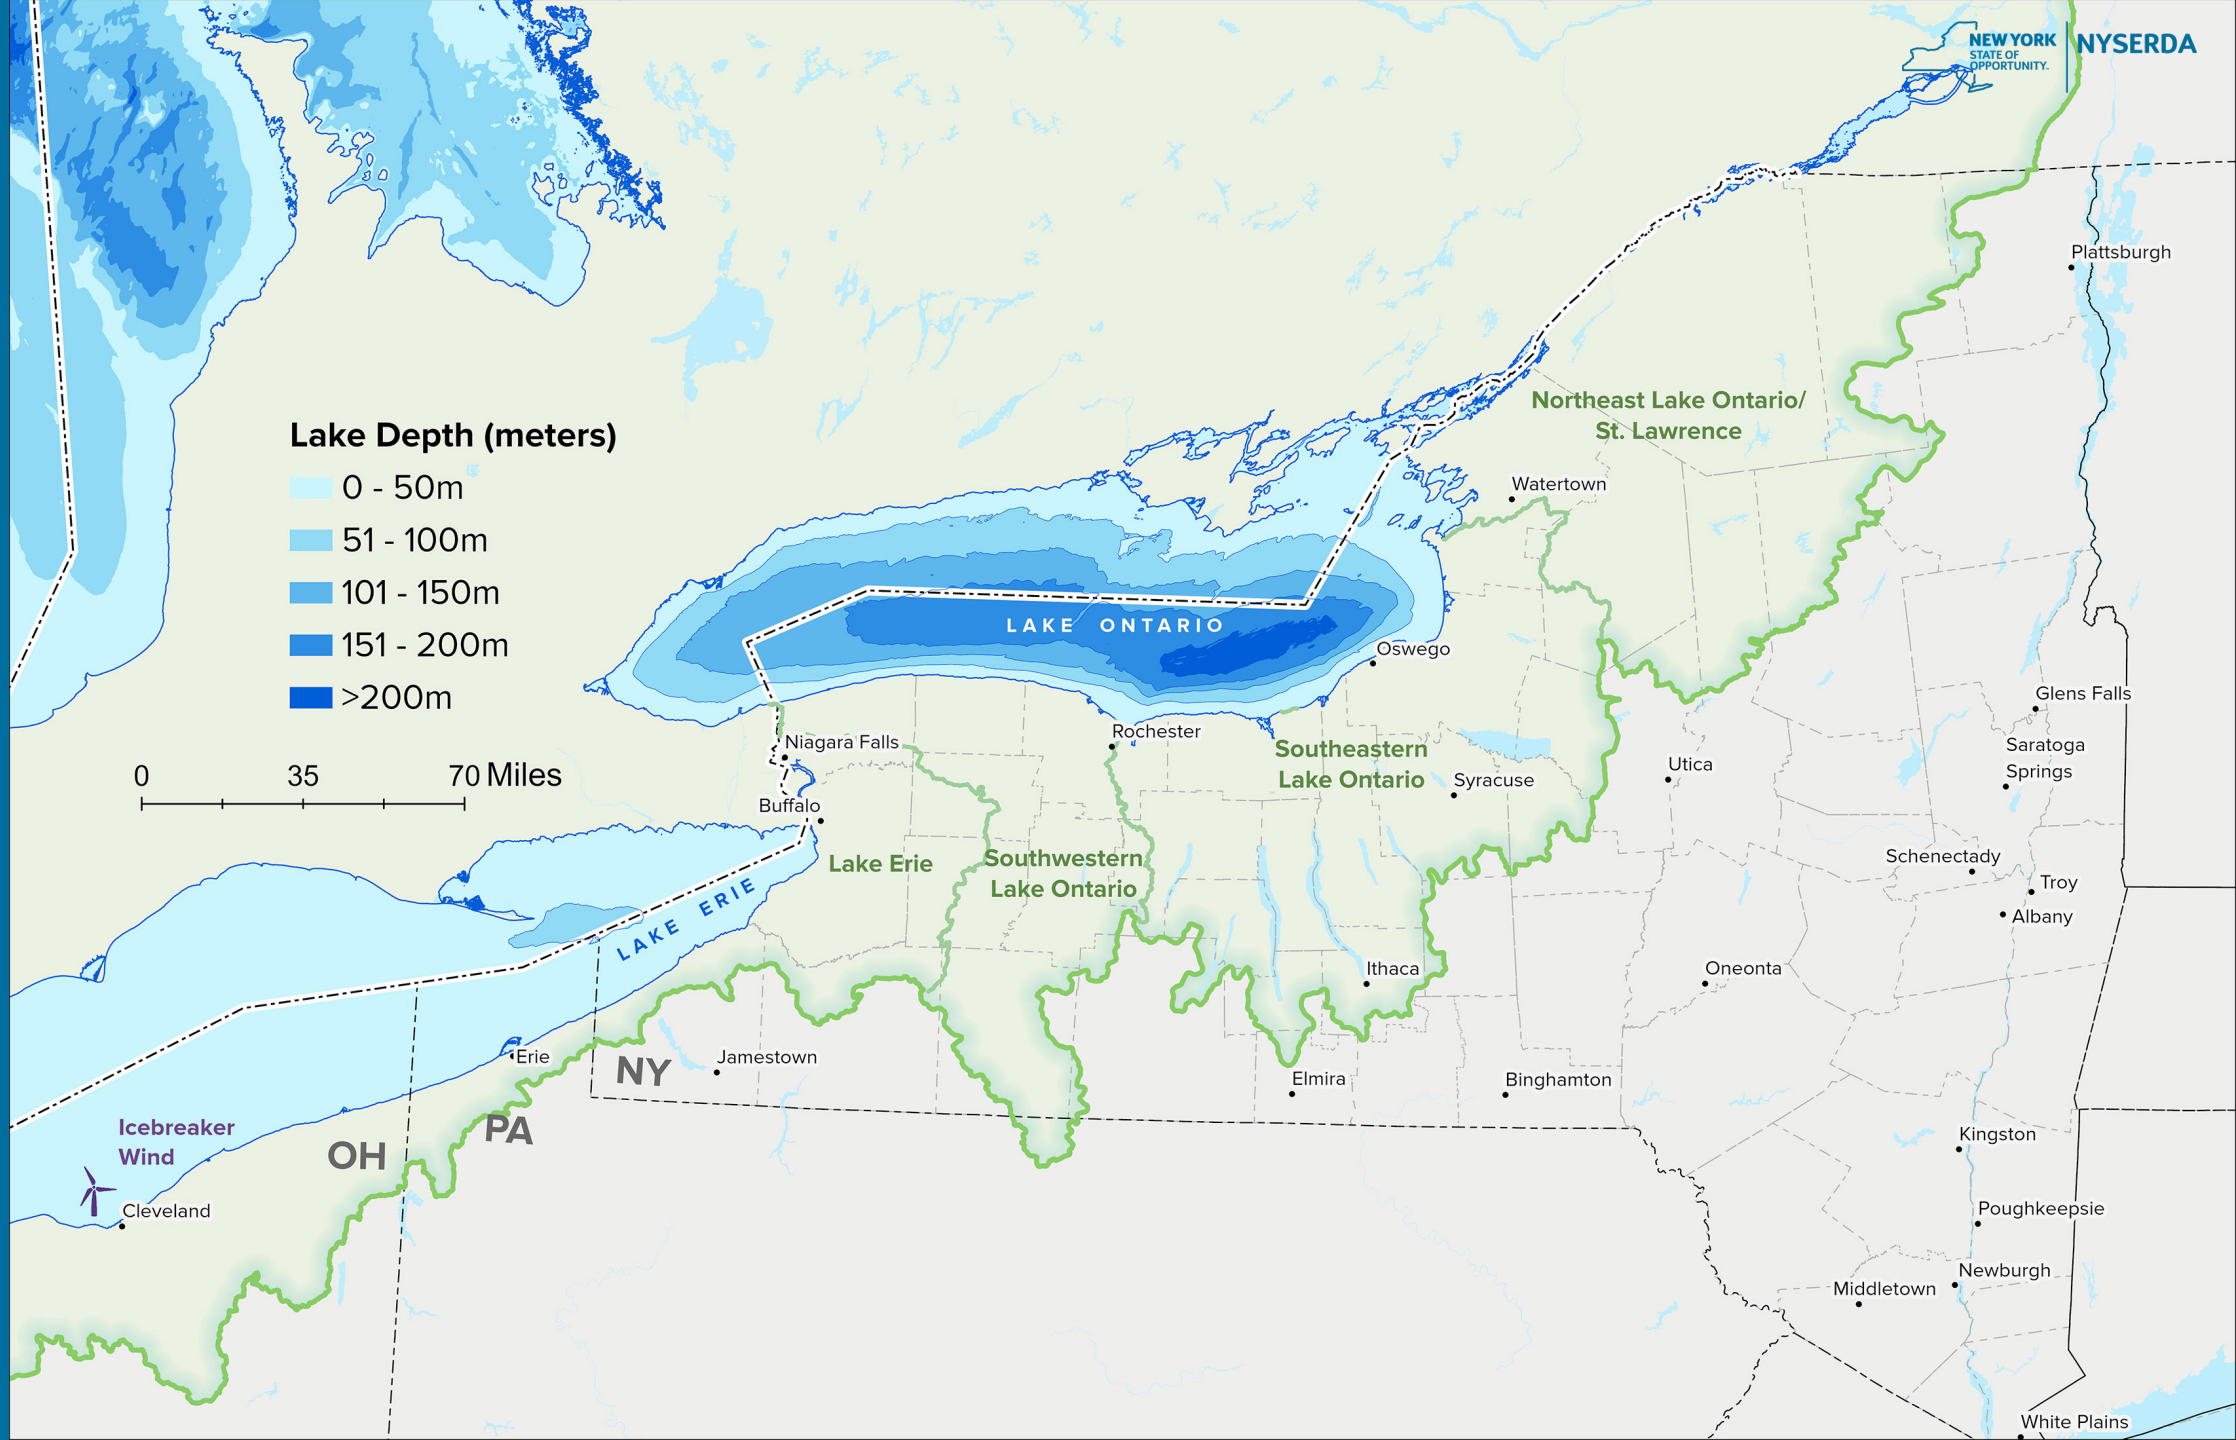 NEW YORK
STATE OF
OPPORTUNITY.
NYSERDA
Plattsburgh
Northeast Lake Ontario/
St. Lawrence
Lake Depth (meters)
0 - 50m
51 - 100m
101 - 150m
151 - 200m
>200m
Watertown
LAKE ONTARIO
Oswego
Glens Falls
Rochester
Niagara Falls
Southeastern
Lake Ontario
Saratoga
Springs
Utica
0 35 70 Miles
Syracuse
Buffalo
Lake Erie
Southwestern
Lake Ontario
Schenectady
Troy
Albany
LAKE ERIE
Ithaca
Oneonta
Erie
NY
Jamestown
Elmira
Binghamton
Icebreaker
Wind
OH
PA
Kingston
Cleveland
Poughkeepsie
Newburgh
Middletown
White Plains